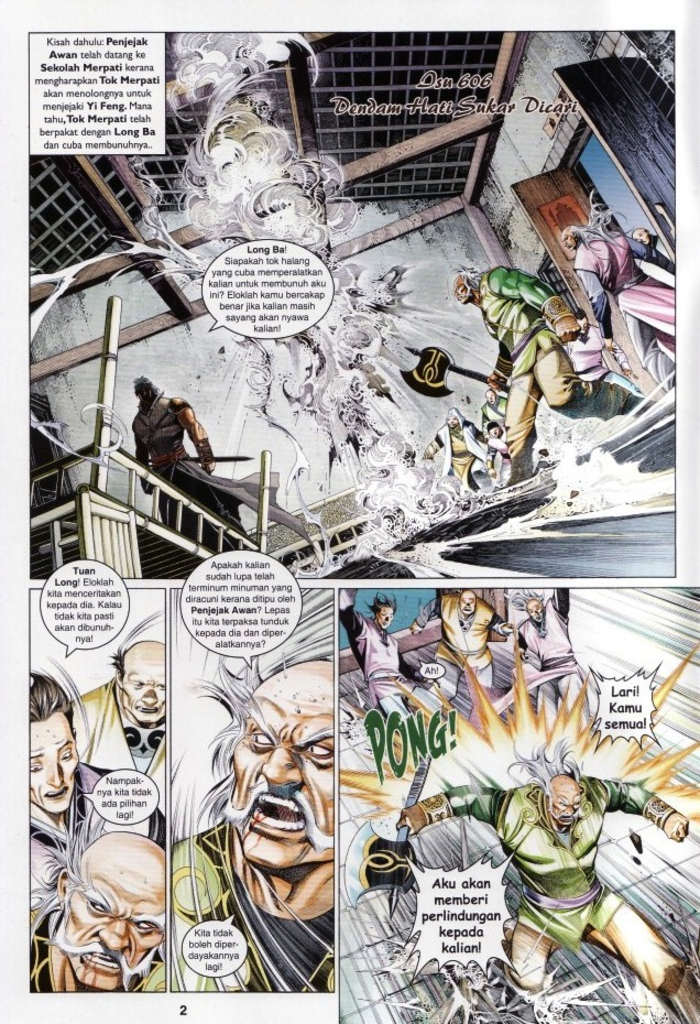 Kisah dahulu: Penjejak
Awan telah datang ke
Sekolah Merpati kerana
mengharapkan Tok Merpati
akan menolongnya untuk
menjejaki Yi Feng. Mana
tahu,Tok Merpati telah
berpakat dengan Long Ba
dan cuba membunuhnya..
Isu 606
Dendam Hati Sukar Dicari
Long Ba!
Siapakah tok halang
yang cuba memperalatkan
kalian untuk membunuh aku
ini? Eloklah kamu bercakap
jika kalian masih
sayang akan nyawa
kalian!
Tuan
Long! Eloklah
kita menceritakan
kepada dia. Kalau
tidak kita pasti
akan dibunuh-
nya!
Nampak-
nya kita tidak
ada pilihan
lagi!
Apakah kalian
sudah lupa telah
terminum minuman yang
diracuni kerana ditipu oleh
Penjejak Awan? Lepas
itu kita terpaksa tunduk
kepada dia dan diper-
alatkannya?
Kita tidak
boleh diper-
dayakannya
lagi!
Ah!
PONG!
Lari!
Kamu
semua!
Aku akan
memberi
perlindungan
kepada
kalian!
2